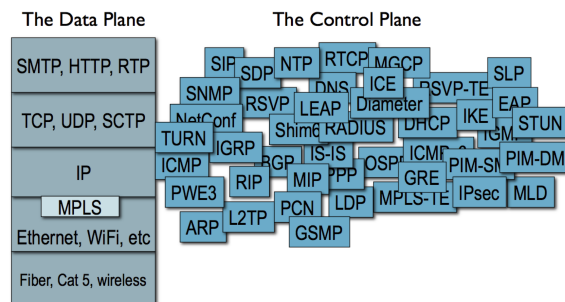 The Data Plane
The Control Plane
SMTP, HTTP, RTP
TCP, UDP, SCTP
IP
MPLS
Ethernet, WiFi, etc
Fiber, Cat 5, wireless
SIP
SDP
NTP
RTCP
MGCP
SLP
SNMP
DNS
ICE
RSVP-TE
RSVP
LEAP
Diameter
EAP
NetConf
Shim6
RADIUS
DHCP
IKE
IGMP
STUN
TURN
IGRP
IS-IS
ICMP
BGP
PPP
OSPF
PIM-SM
PIM-DM
RIP
MIP
GRE
PWE3
PCN
LDP
MPLS-TE
IPsec
MLD
ARP
L2TP
GSMP